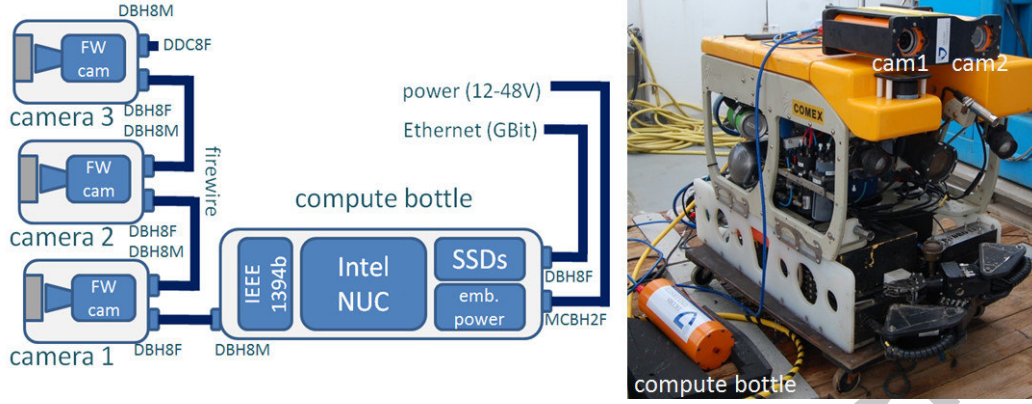 DBH8M
FW
cam
DDC8F
camera 3
DBH8F
DBH8M
FW
cam
firewire
camera 2
DBH8F
DBH8M
FW
cam
camera 1
DBH8F
DBH8M
power (12-48V)
Ethernet (GBit)
compute bottle
IEEE
1394b
Intel
NUC
SSDs
emb.
power
DBH8F
MCBH2F
cam1
cam2
COMEX
compute bottle